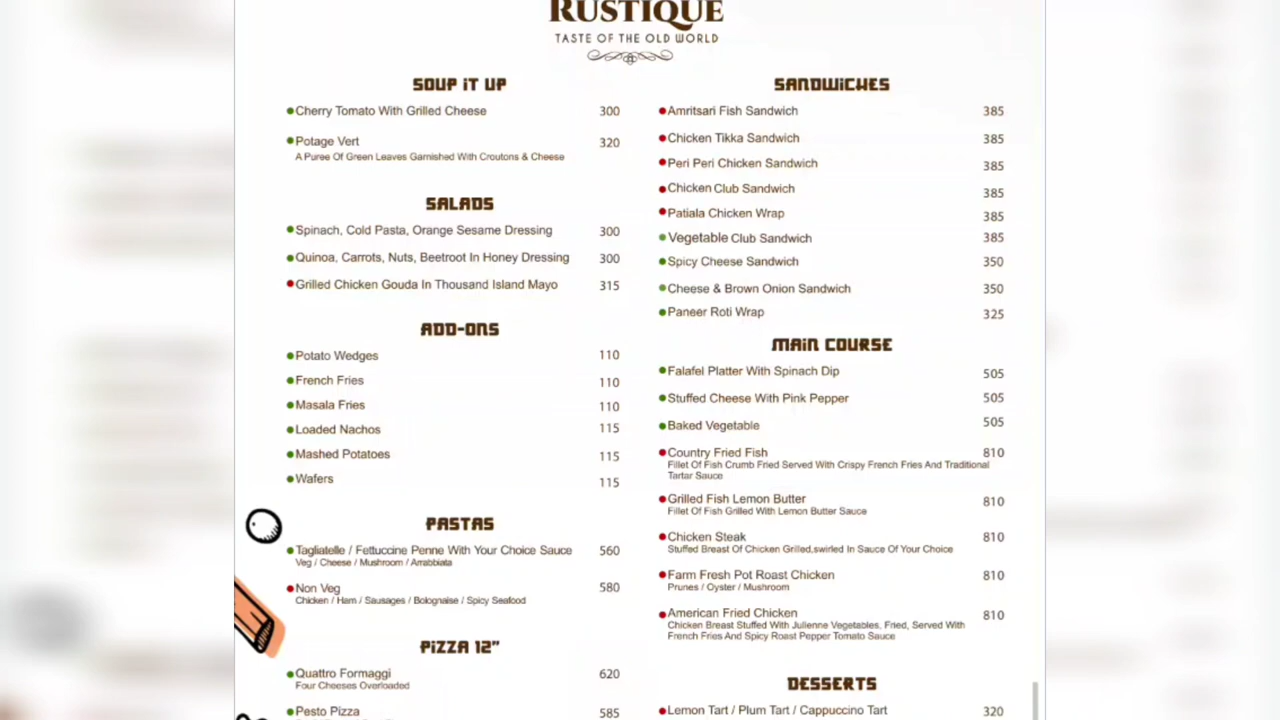 RUSTIQUE
TASTE OF THE OLD WORLD
SOUP iT UP
Cherry Tomato With Grilled Cheese 300
Potage Vert 320
A Puree Of Green Leaves Garnished With Croutons & Cheese
SALADS
Spinach, Cold Pasta, Orange Sesame Dressing 300
Quinoa, Carrots, Nuts, Beetroot In Honey Dressing 300
Grilled Chicken Gouda In Thousand Island Mayo 315
ADD-ONS
Potato Wedges 110
French Fries 110
Masala Fries 110
Loaded Nachos 115
Mashed Potatoes 115
Wafers 115
PASTAS
Tagliatelle / Fettuccine Penne With Your Choice Sauce 560
Veg / Cheese / Mushroom / Arrabbiata
Non Veg 580
Chicken / Ham / Sausages / Bolognaise / Spicy Seafood
PiZZA 12"
Quattro Formaggi 620
Four Cheeses Overloaded
Pesto Pizza 585
SANDWiCHES
Amritsari Fish Sandwich 385
Chicken Tikka Sandwich 385
Peri Peri Chicken Sandwich 385
Chicken Club Sandwich 385
Patiala Chicken Wrap 385
Vegetable Club Sandwich 385
Spicy Cheese Sandwich 350
Cheese & Brown Onion Sandwich 350
Paneer Roti Wrap 325
MAiN COURSE
Falafel Platter With Spinach Dip 505
Stuffed Cheese With Pink Pepper 505
Baked Vegetable 505
Country Fried Fish 810
Fillet Of Fish Crumb Fried Served With Crispy French Fries And Traditional
Tartar Sauce
Grilled Fish Lemon Butter 810
Fillet Of Fish Grilled With Lemon Butter Sauce
Chicken Steak 810
Stuffed Breast Of Chicken Grilled,swirled In Sauce Of Your Choice
Farm Fresh Pot Roast Chicken 810
Prunes / Oyster / Mushroom
American Fried Chicken 810
Chicken Breast Stuffed With Julienne Vegetables, Fried, Served With
French Fries And Spicy Roast Pepper Tomato Sauce
DESSERTS
Lemon Tart / Plum Tart / Cappuccino Tart 320